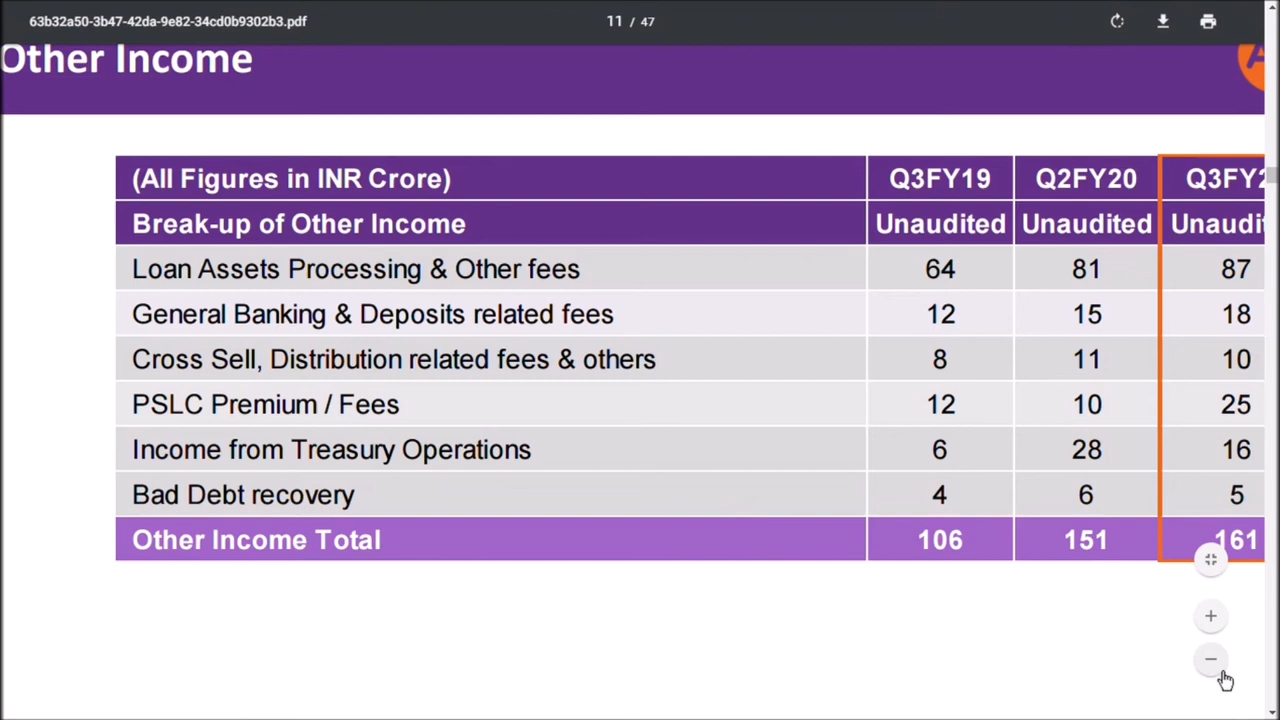 63b32a50-3b47-42da-9e82-34cd0b9302b3.pdf 11 / 47
Other Income
(All Figures in INR Crore) Q3FY19 Q2FY20 Q3FY2
Break-up of Other Income Unaudited Unaudited Unaudit
Loan Assets Processing & Other fees 64 81 87
General Banking & Deposits related fees 12 15 18
Cross Sell, Distribution related fees & others 8 11 10
PSLC Premium / Fees 12 10 25
Income from Treasury Operations 6 28 16
Bad Debt recovery 4 6 5
Other Income Total 106 151 161